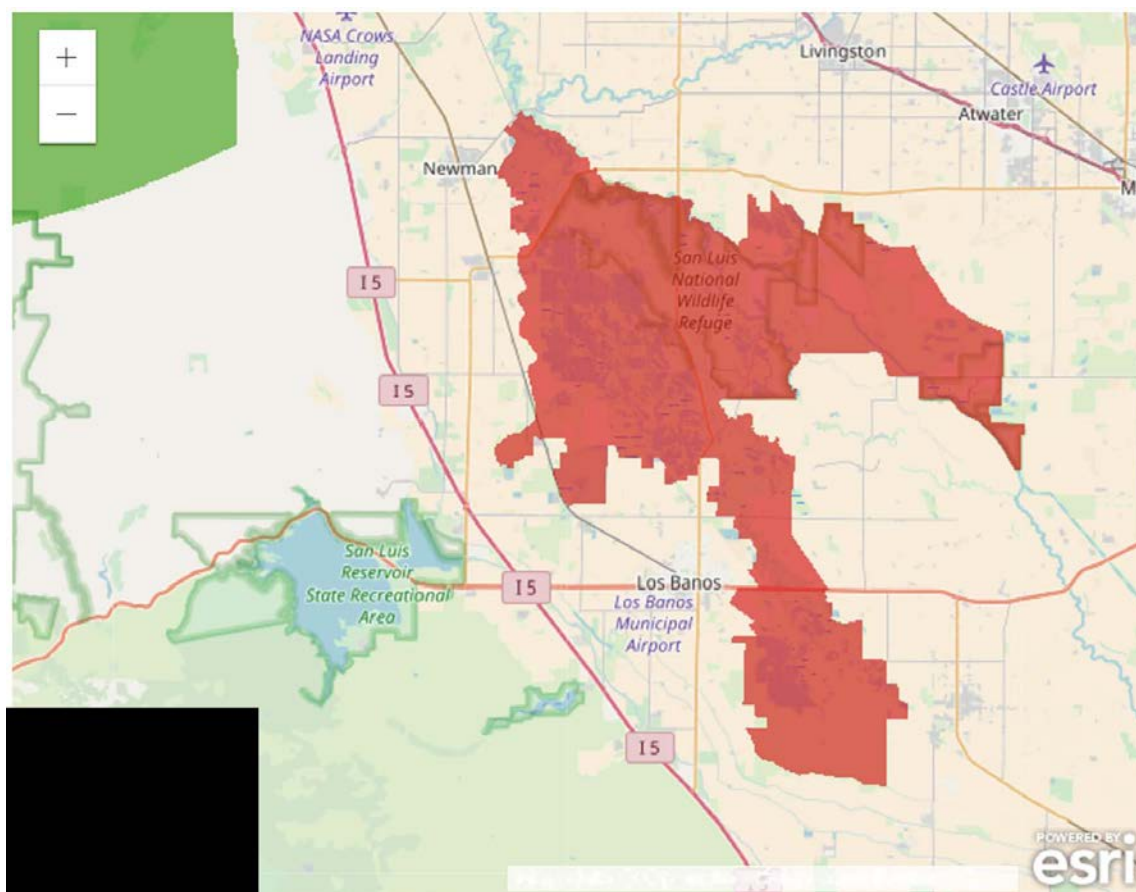 +
NASA Crows
Landing
Airport
Livingston
Castle Airport
Atwater
Newman
M
San Luis
National
Wildlife
Refuge
I 5
I 5
San Luis
Reservoir
State Recreational
Area
I 5
Los Banos
Los Banos
Municipal
Airport
I 5
POWERED BY
esri